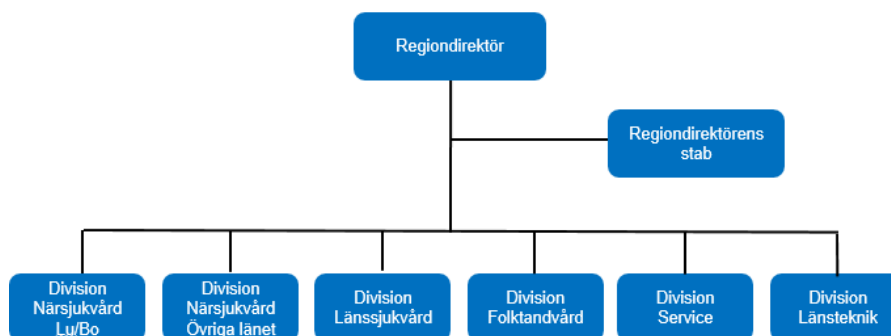 Regiondirektör
Regiondirektörens
stab
Division
Närsjukvård
Lu/Bo
Division
Närsjukvård
Övriga länet
Division
Länssjukvård
Division
Folktandvård
Division
Service
Division
Länsteknik